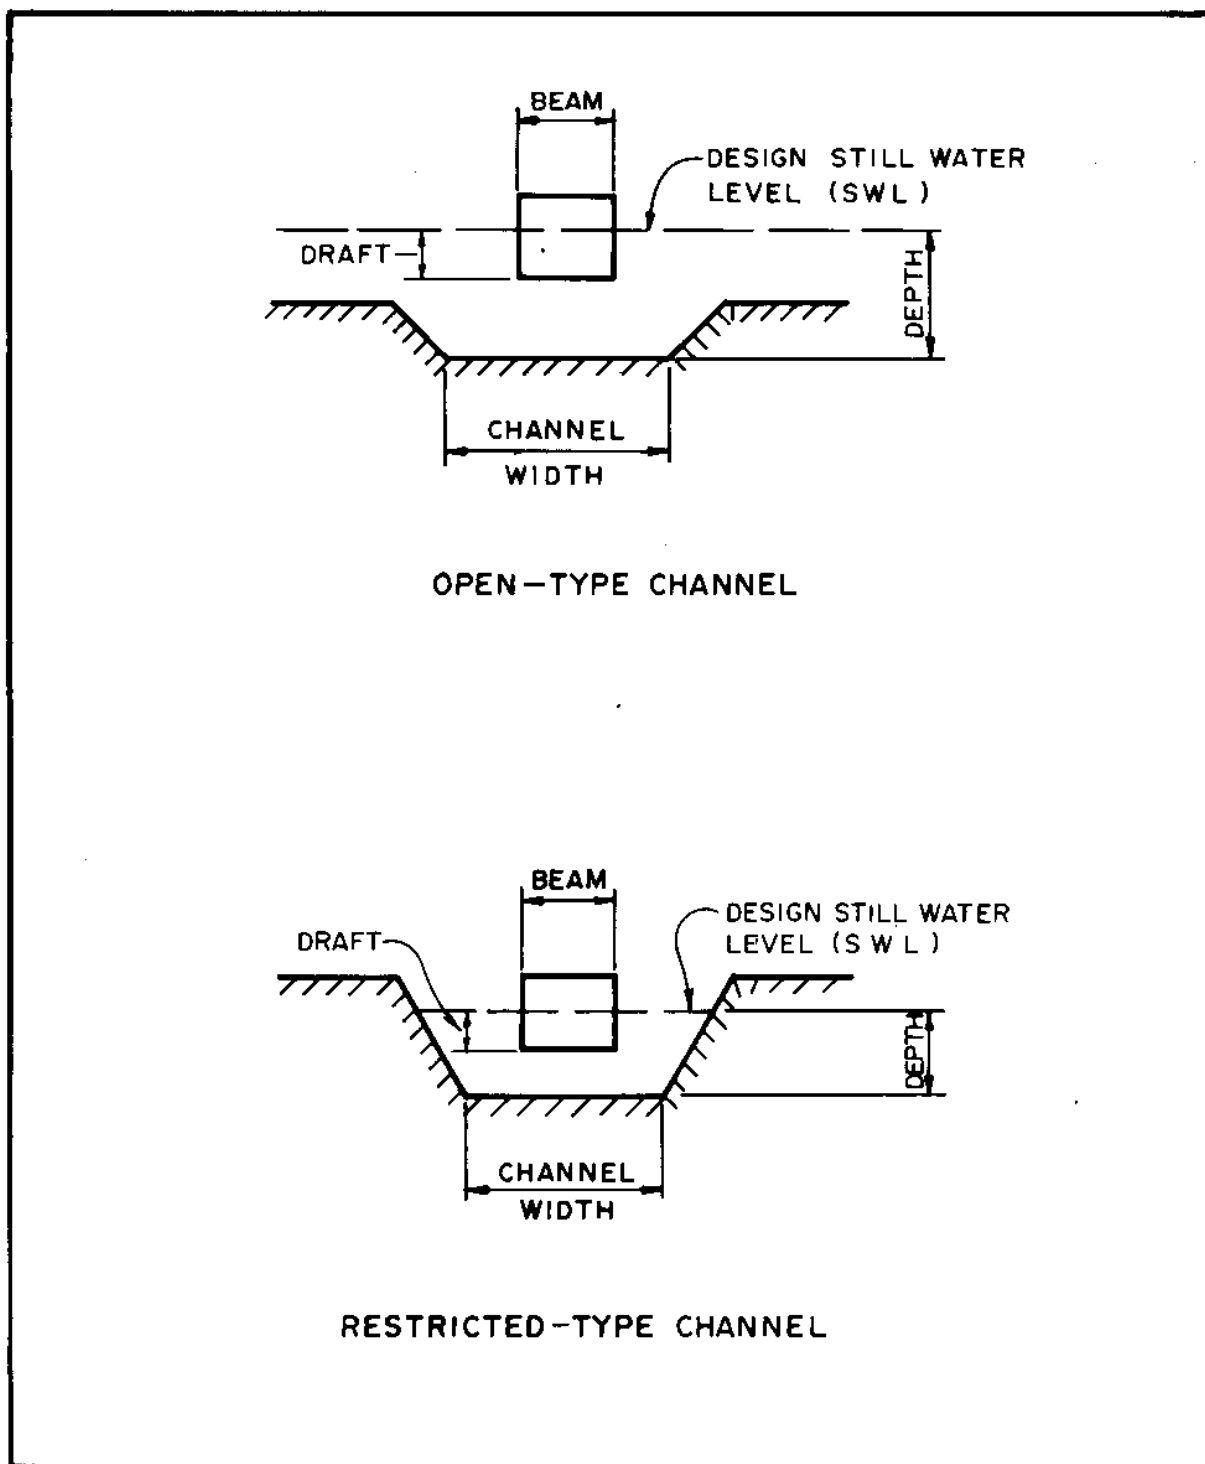 BEAM
DESIGN STILL WATER
LEVEL (SWL)
DRAFT
DEPTH
CHANNEL
WIDTH
OPEN-TYPE CHANNEL
BEAM
DESIGN STILL WATER
LEVEL (SWL)
DRAFT
DEPTH
CHANNEL
WIDTH
RESTRICTED-TYPE CHANNEL